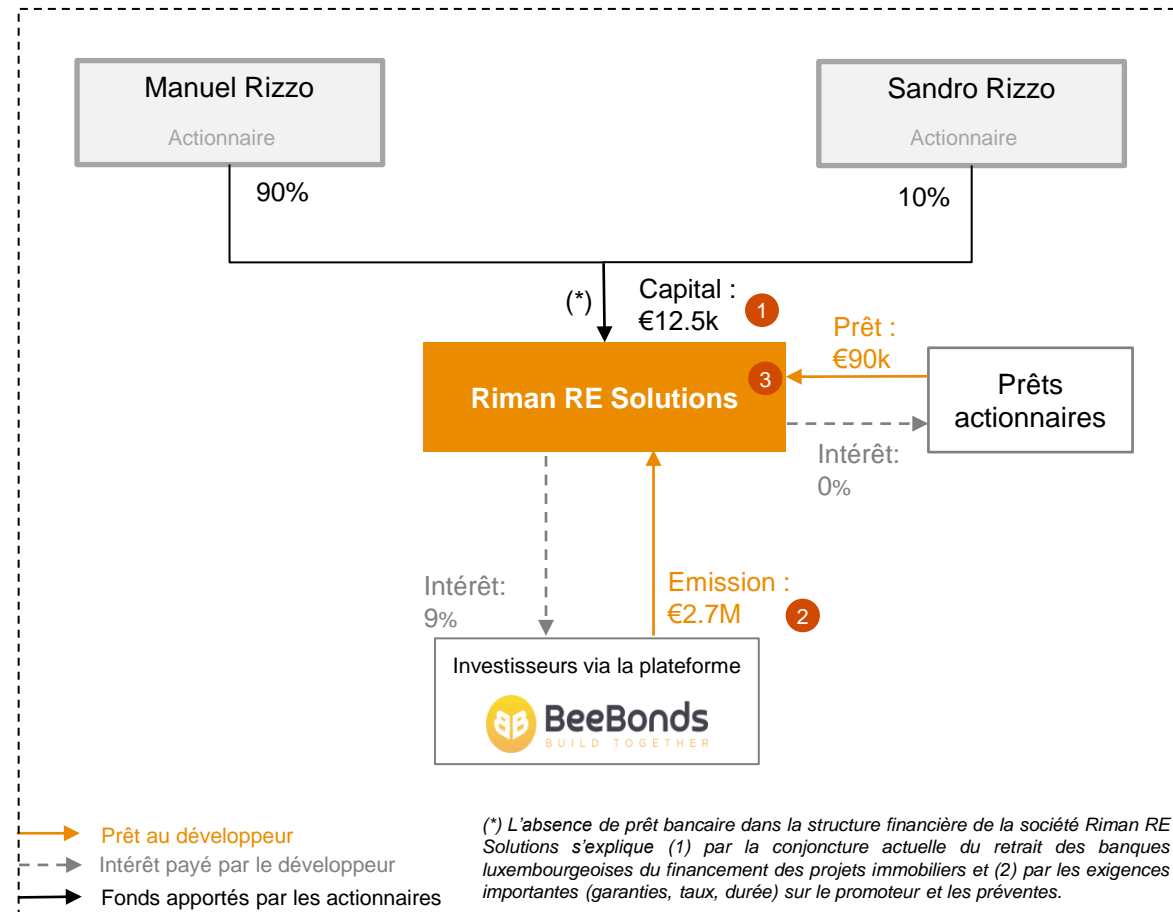 Manuel Rizzo
Actionnaire
Sandro Rizzo
Actionnaire
90%
10%
(*)
Capital :
€12.5k
1
Prêt :
€90k
Riman RE Solutions
3
Prêts
actionnaires
Intérêt:
0%
Intérêt:
9%
Emission :
€2.7M
2
Investisseurs via la plateforme
BeeBonds
BUILD TOGETHER
Prêt au développeur
Intérêt payé par le développeur
Fonds apportés par les actionnaires
(*) L'absence de prêt bancaire dans la structure financière de la société Riman RE
Solutions s'explique (1) par la conjoncture actuelle du retrait des banques
luxembourgeoises du financement des projets immobiliers et (2) par les exigences
importantes (garanties, taux, durée) sur le promoteur et les préventes.